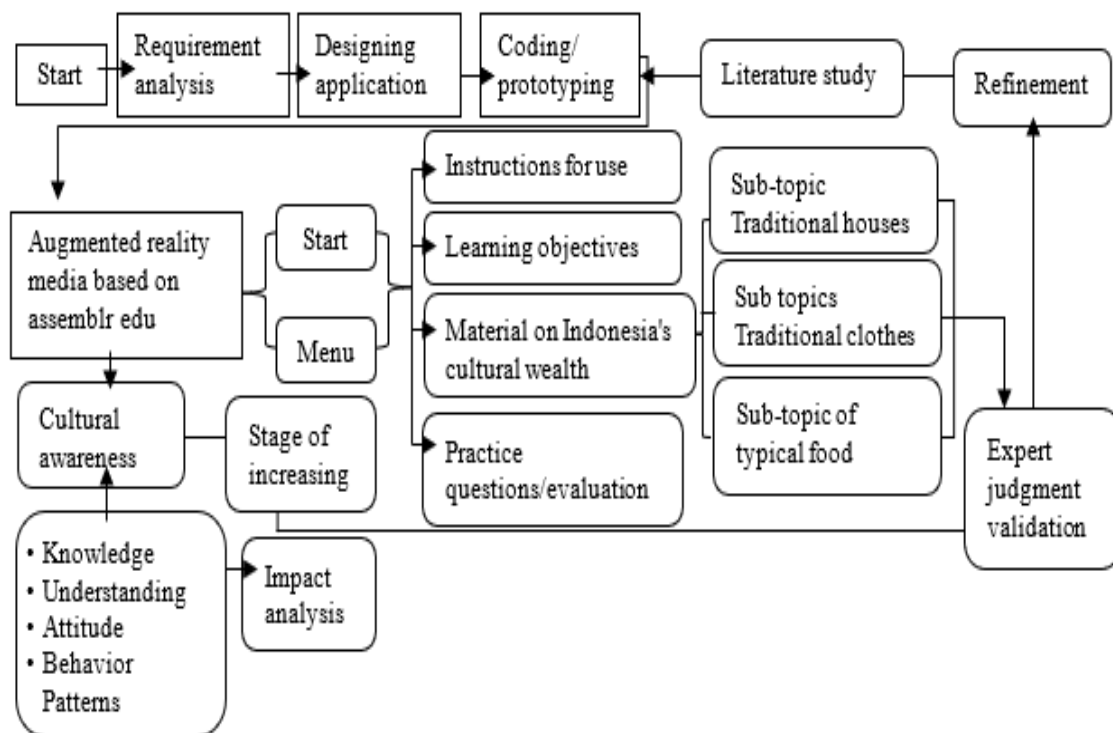 Start
Requirement
analysis
Designing
application
Coding/
prototyping
Literature study
Refinement
Augmented reality
media based on
assemblr edu
Start
Menu
Instructions for use
Learning objectives
Material on Indonesia's
cultural wealth
Practice
questions/evaluation
Sub-topic
Traditional houses
Sub topics
Traditional clothes
Sub-topic of
typical food
Expert
judgment
validation
Cultural
awareness
Stage of
increasing
• Knowledge
• Understanding
• Attitude
• Behavior
Patterns
Impact
analysis